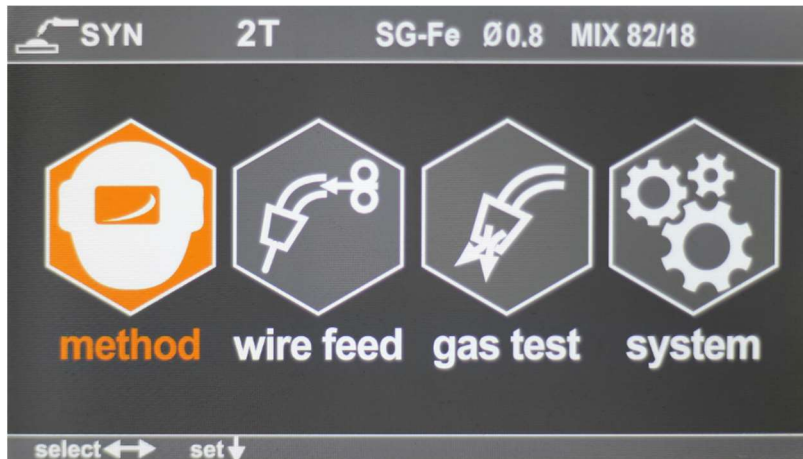 SYN 2T SG-Fe Ø0.8 MIX 82/18
method wire feed gas test system
select set